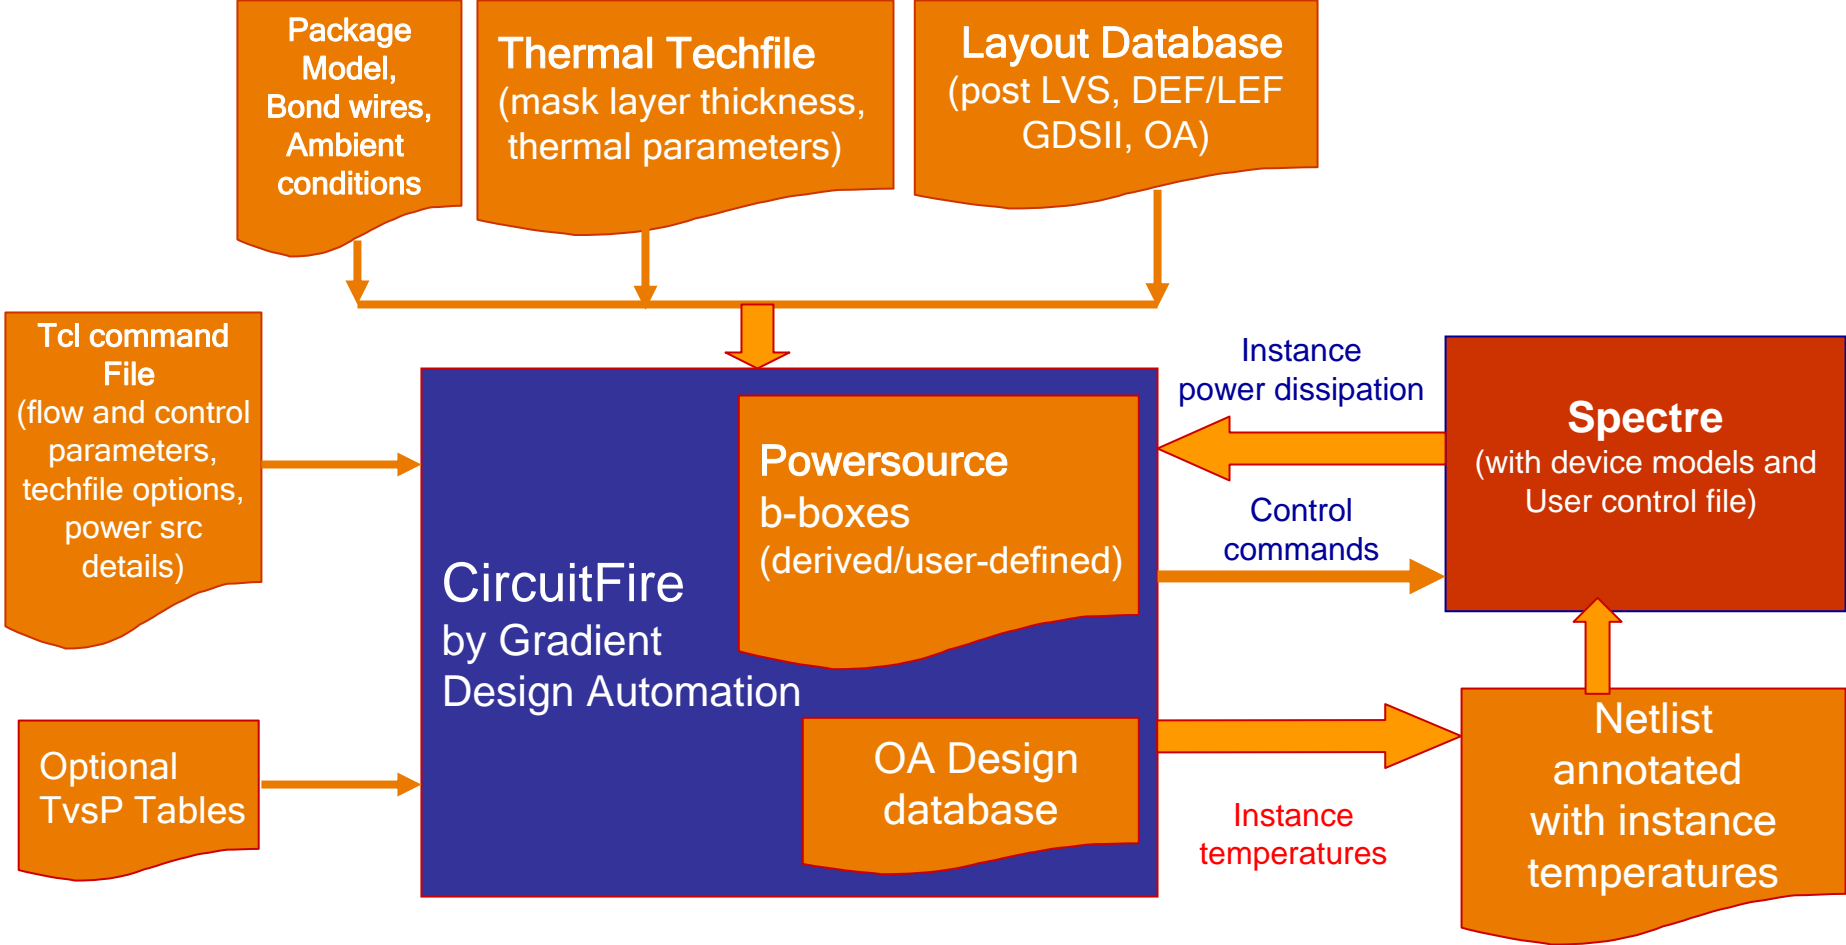 Package
Model,
Bond wires,
Ambient
conditions
Thermal Techfile
(mask layer thickness,
thermal parameters)
Layout Database
(post LVS, DEF/LEF
GDSII, OA)
Tcl command
File
(flow and control
parameters,
techfile options,
power src
details)
Optional
TvsP Tables
CircuitFire
by Gradient
Design Automation
Powersource
b-boxes
(derived/user-defined)
OA Design
database
Instance
power dissipation
Control
commands
Instance
temperatures
Spectre
(with device models and
User control file)
Netlist
annotated
with instance
temperatures